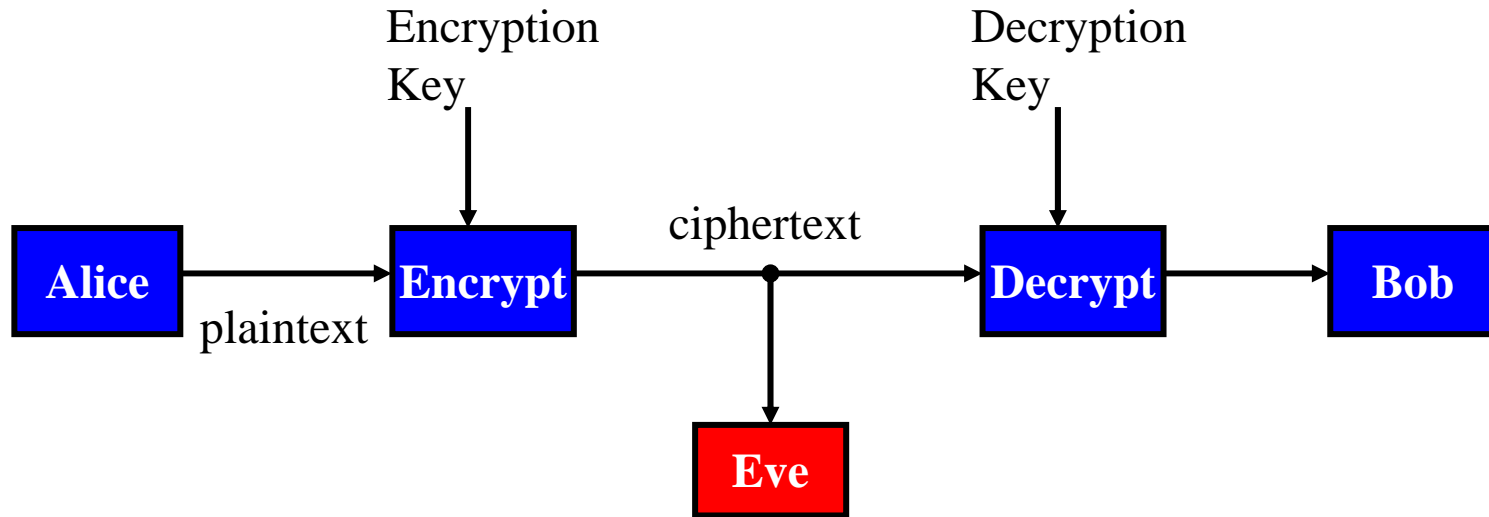 Encryption
Key
Decryption
Key
ciphertext
Alice
Encrypt
Decrypt
Bob
plaintext
Eve